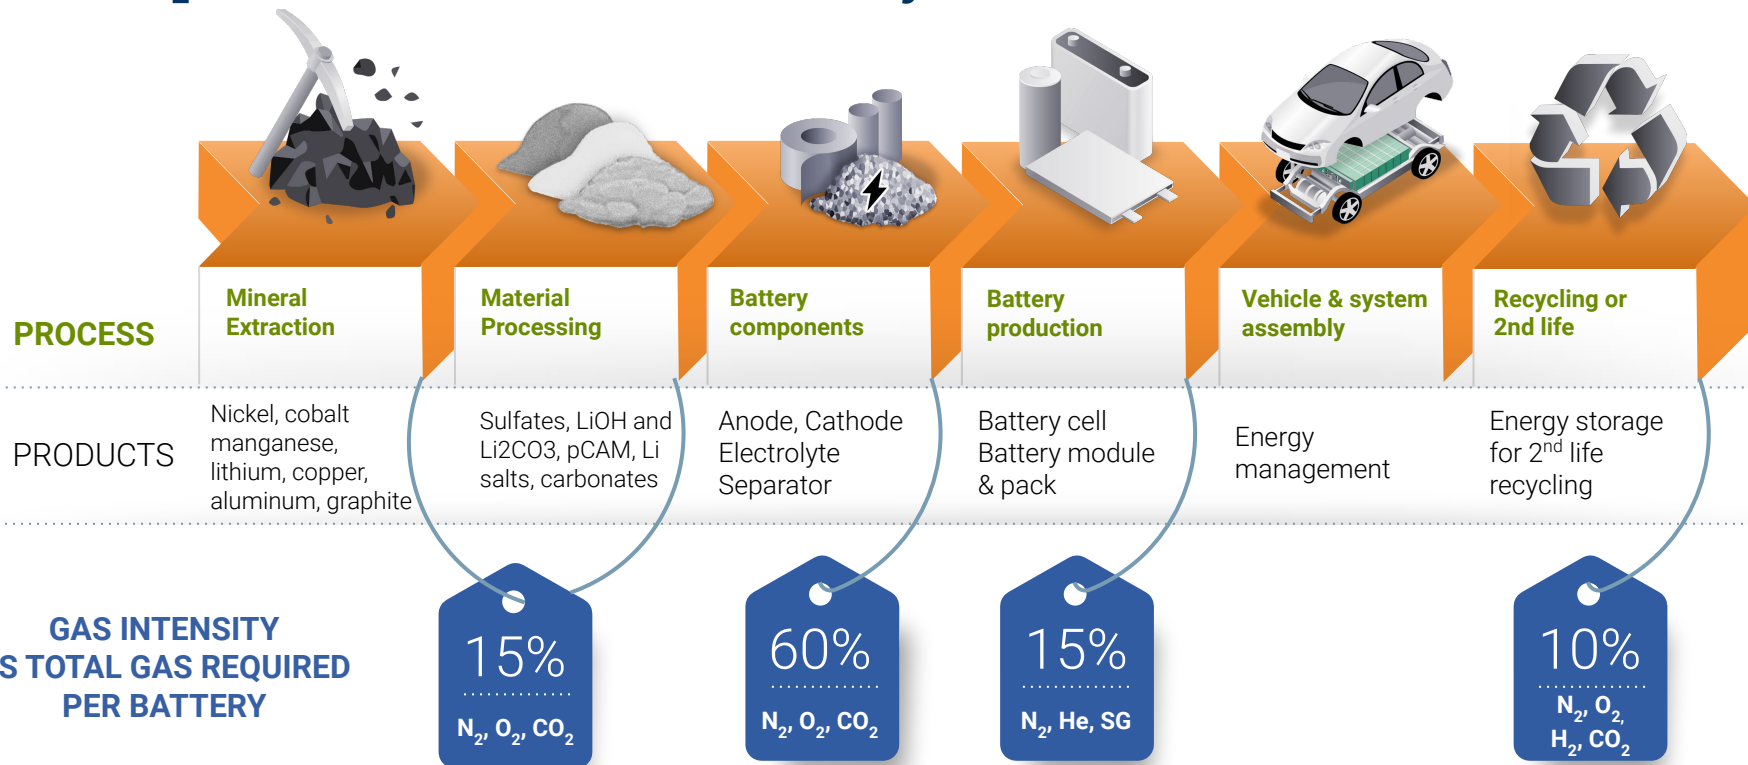 PROCESS
Mineral
Extraction
Material
Processing
Battery
components
Battery
production
Vehicle & system
assembly
Recycling or
2nd life
PRODUCTS
Nickel, cobalt
manganese,
lithium, copper,
aluminum, graphite
Sulfates, LiOH and
Li2CO3, pCAM, Li
salts, carbonates
Anode, Cathode
Electrolyte
Separator
Battery cell
Battery module
& pack
Energy
management
Energy storage
for 2nd life
recycling
GAS INTENSITY
S TOTAL GAS REQUIRED
PER BATTERY
15%
N2, O2, CO2
60%
N2, O2, CO2
15%
N2, He, SG
10%
N2, O2,
H2, CO2